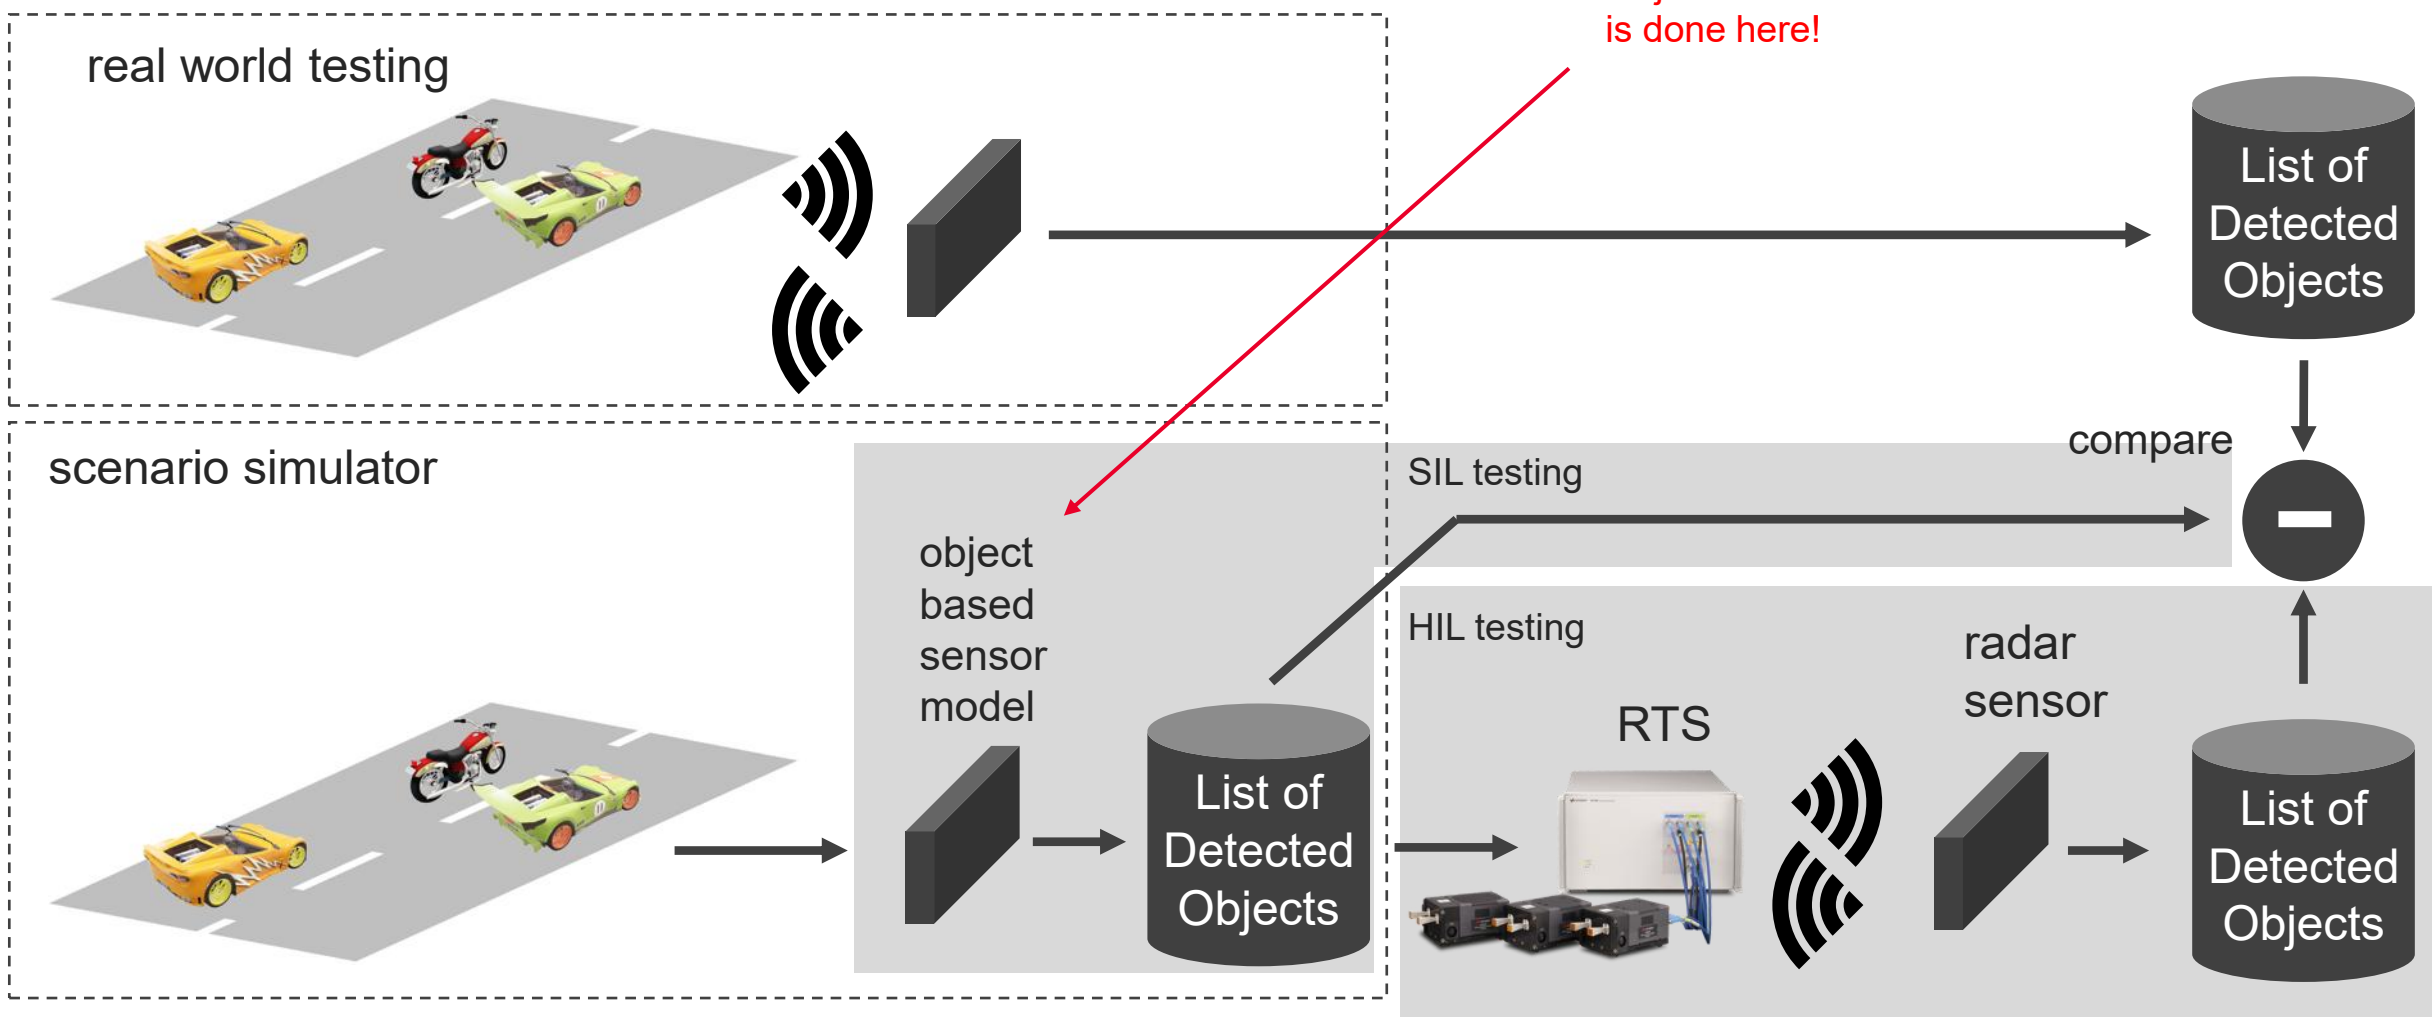 is done here!
real world testing
List of
Detected
Objects
compare
scenario simulator
SIL testing
object
based
sensor
model
HIL testing
radar
sensor
RTS
List of
Detected
Objects
List of
Detected
Objects